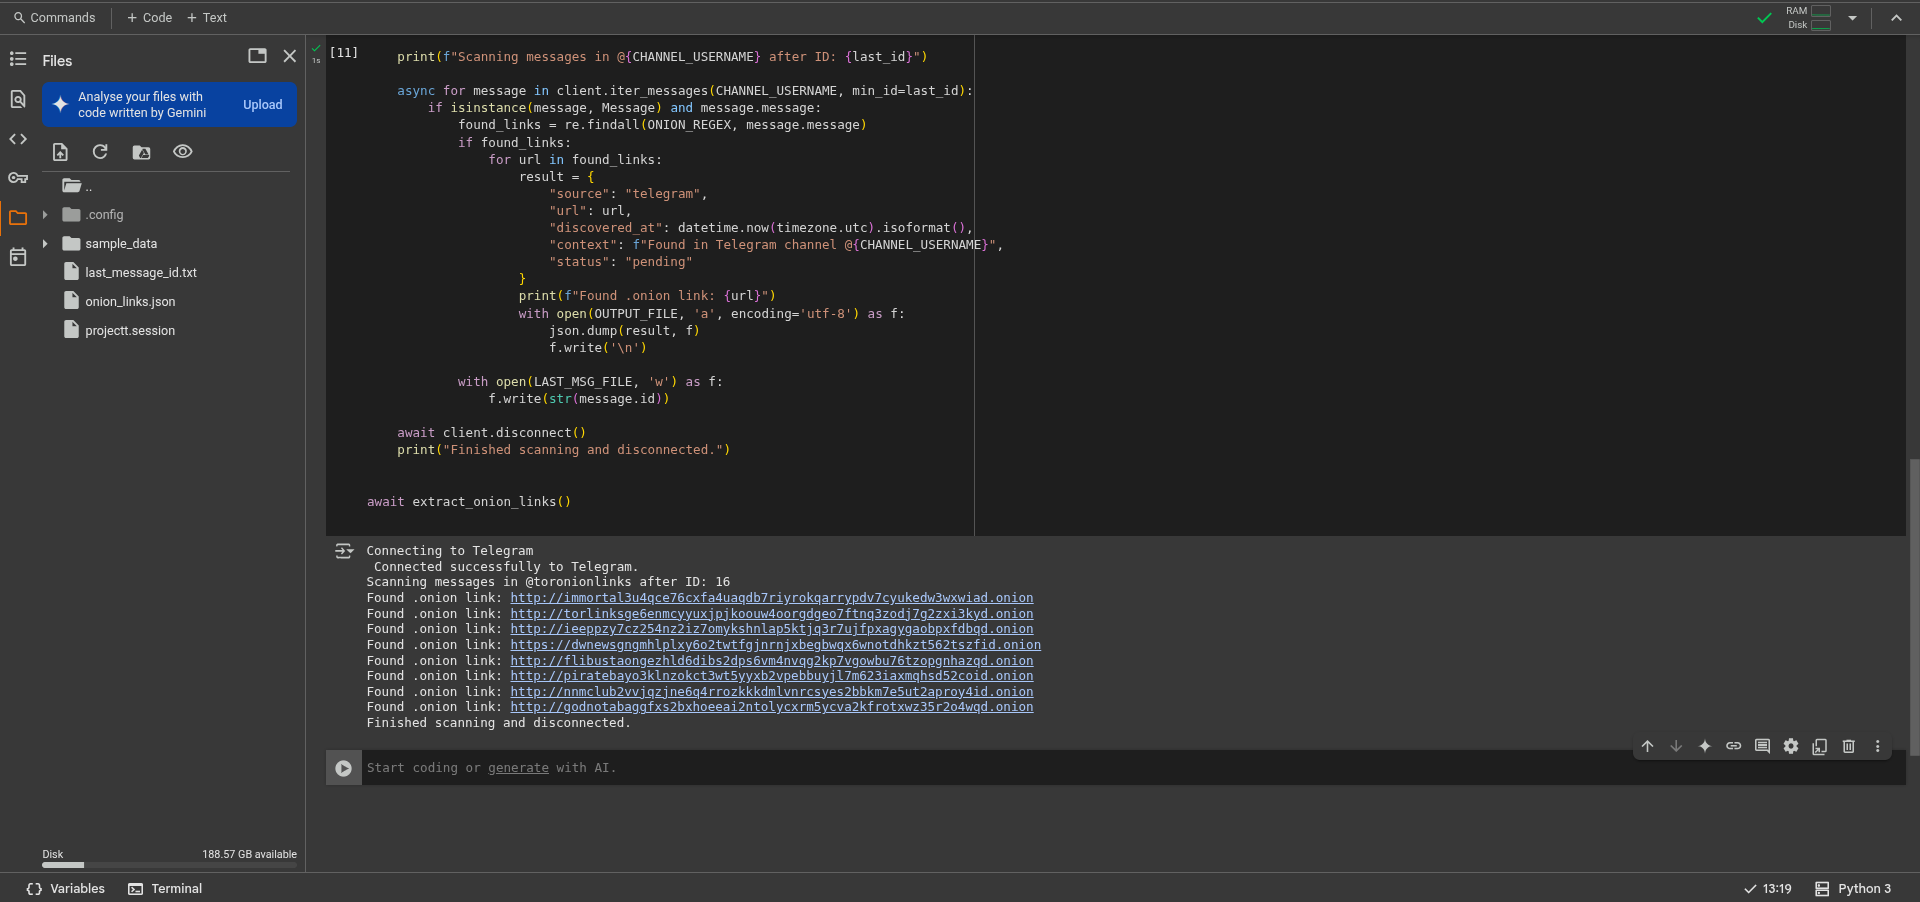 Commands
+ Code
+ Text
RAM
Disk
Files
Analyse your files with
code written by Gemini
Upload
..
.config
sample_data
last_message_id.txt
onion_links.json
projectt.session
Disk
188.57 GB available
1s
[11]
print(f"Scanning messages in @{CHANNEL_USERNAME} after ID: {last_id}")
async for message in client.iter_messages(CHANNEL_USERNAME, min_id=last_id):
if isinstance(message, Message) and message.message:
found_links = re.findall(ONION_REGEX, message.message)
if found_links:
for url in found_links:
result = {
"source": "telegram",
"url": url,
"discovered_at": datetime.now(timezone.utc).isoformat(),
"context": f"Found in Telegram channel @{CHANNEL_USERNAME}",
"status": "pending"
}
print(f"Found .onion link: {url}")
with open(OUTPUT_FILE, 'a', encoding='utf-8') as f:
json.dump(result, f)
f.write('\n')
with open(LAST_MSG_FILE, 'w') as f:
f.write(str(message.id))
await client.disconnect()
print("Finished scanning and disconnected.")
await extract_onion_links()
Connecting to Telegram
Connected successfully to Telegram.
Scanning messages in @toronionlinks after ID: 16
Found .onion link: http://immortal3u4qce76cxfa4uaqdb7riyrokqarrypdv7cyukedw3wxwiad.onion
Found .onion link: http://torlinksge6enmcyyuxjpjkoouw4oorgdgeo7ftnq3zodj7g2zxi3kyd.onion
Found .onion link: http://ieeppzy7cz254nz2iz7omykshnlap5ktjq3r7ujfpxagygaobpxfdbqd.onion
Found .onion link: https://dwnewsgngmhlplxy6o2twtfgjnrnjxbegbwqx6wnotdhkzt562tszfid.onion
Found .onion link: http://flibustaongezhld6dibs2dps6vm4nvqg2kp7vgowbu76tzopgnhazqd.onion
Found .onion link: http://piratebayo3klnzokct3wt5yyxb2vpebbuyjl7m623iaxmqhsd52coid.onion
Found .onion link: http://nnmclub2vvjqzjne6q4rrozkkkdmlvnrcsyes2bbkm7e5ut2aproy4id.onion
Found .onion link: http://godnotabaggfxs2bxhoeeai2ntolycxrm5ycva2kfrotxwz35r2o4wqd.onion
Finished scanning and disconnected.
Start coding or generate with AI.
Variables
Terminal
13:19
Python 3